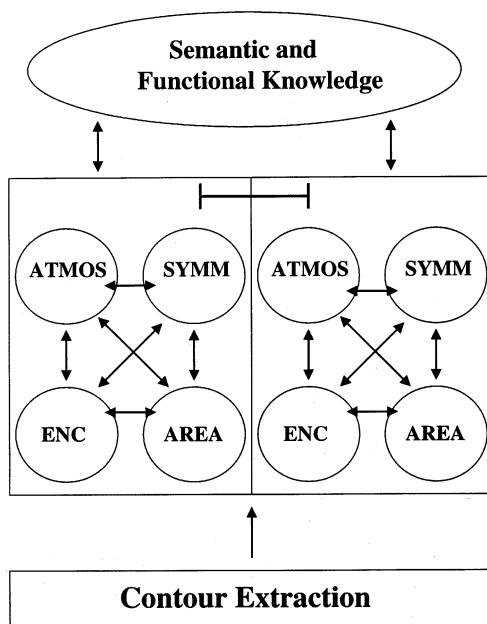 Semantic and
Functional Knowledge
ATMOS SYMM ATMOS SYMM
ENC AREA ENC AREA
Contour Extraction